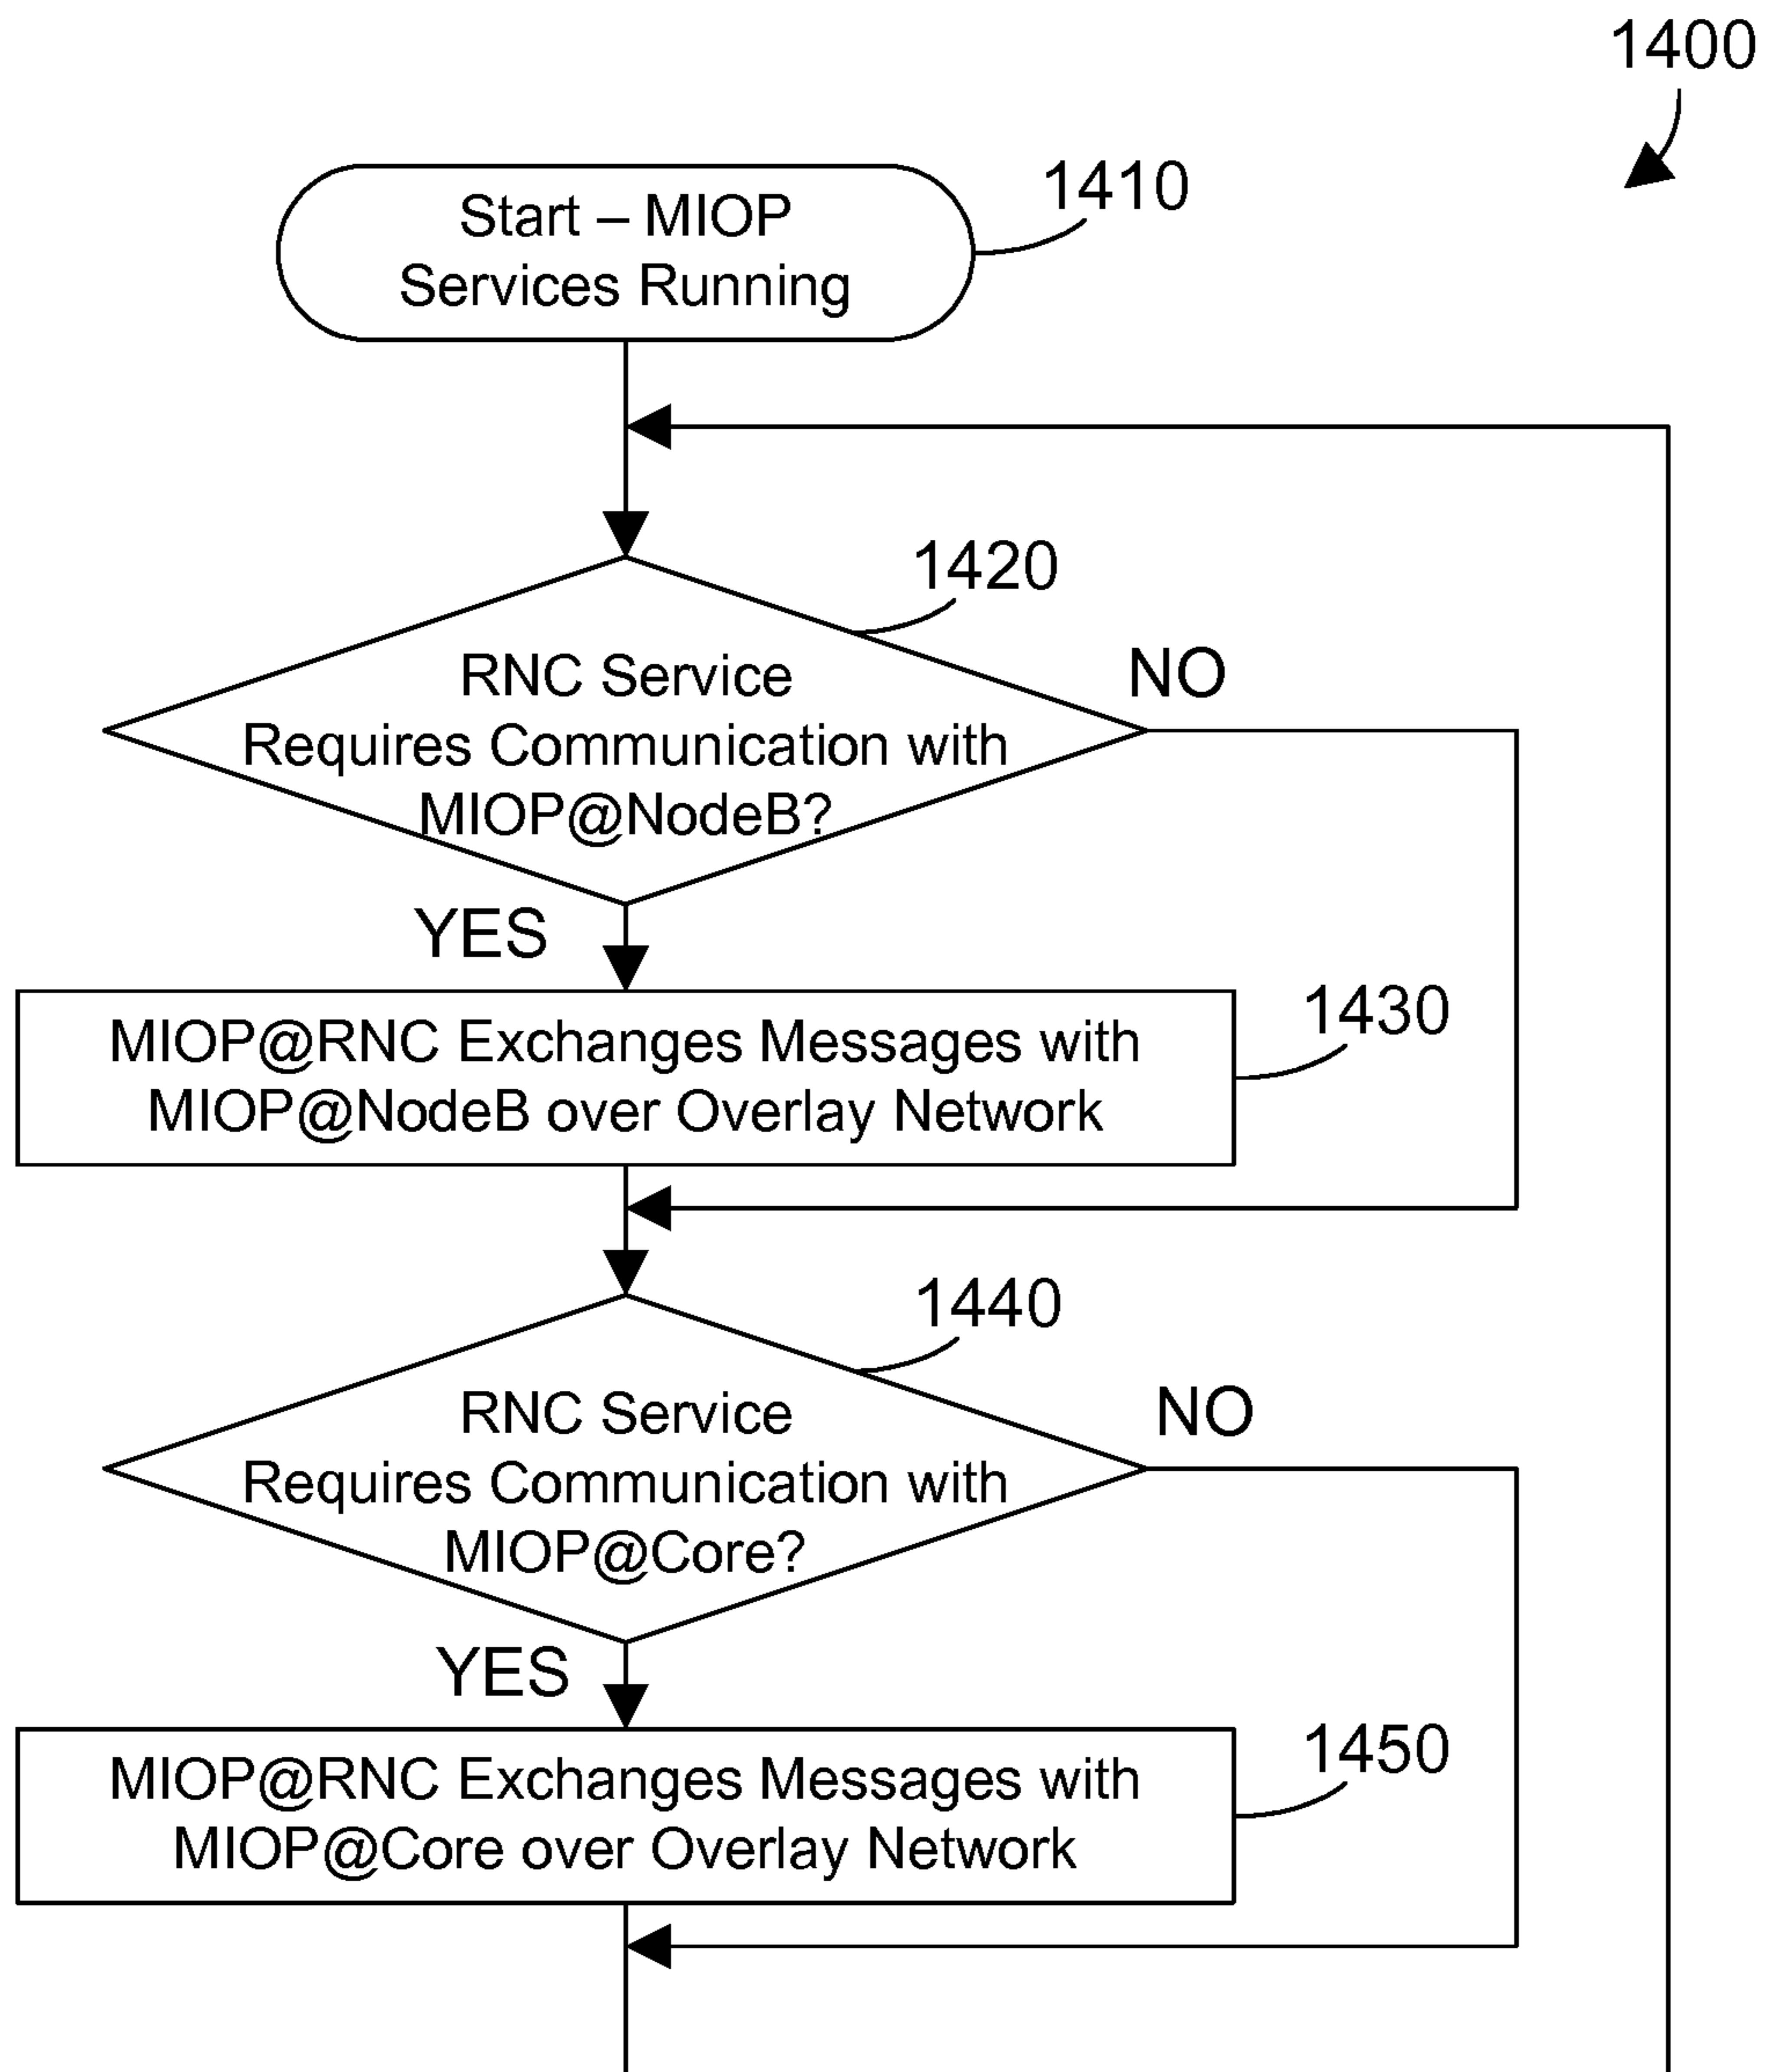 1400
1410
Start – MIOP
Services Running
1420
RNC Service
Requires Communication with
MIOP@NodeB?
NO
YES
1430
MIOP@RNC Exchanges Messages with
MIOP@NodeB over Overlay Network
1440
RNC Service
Requires Communication with
MIOP@Core?
NO
YES
1450
MIOP@RNC Exchanges Messages with
MIOP@Core over Overlay Network